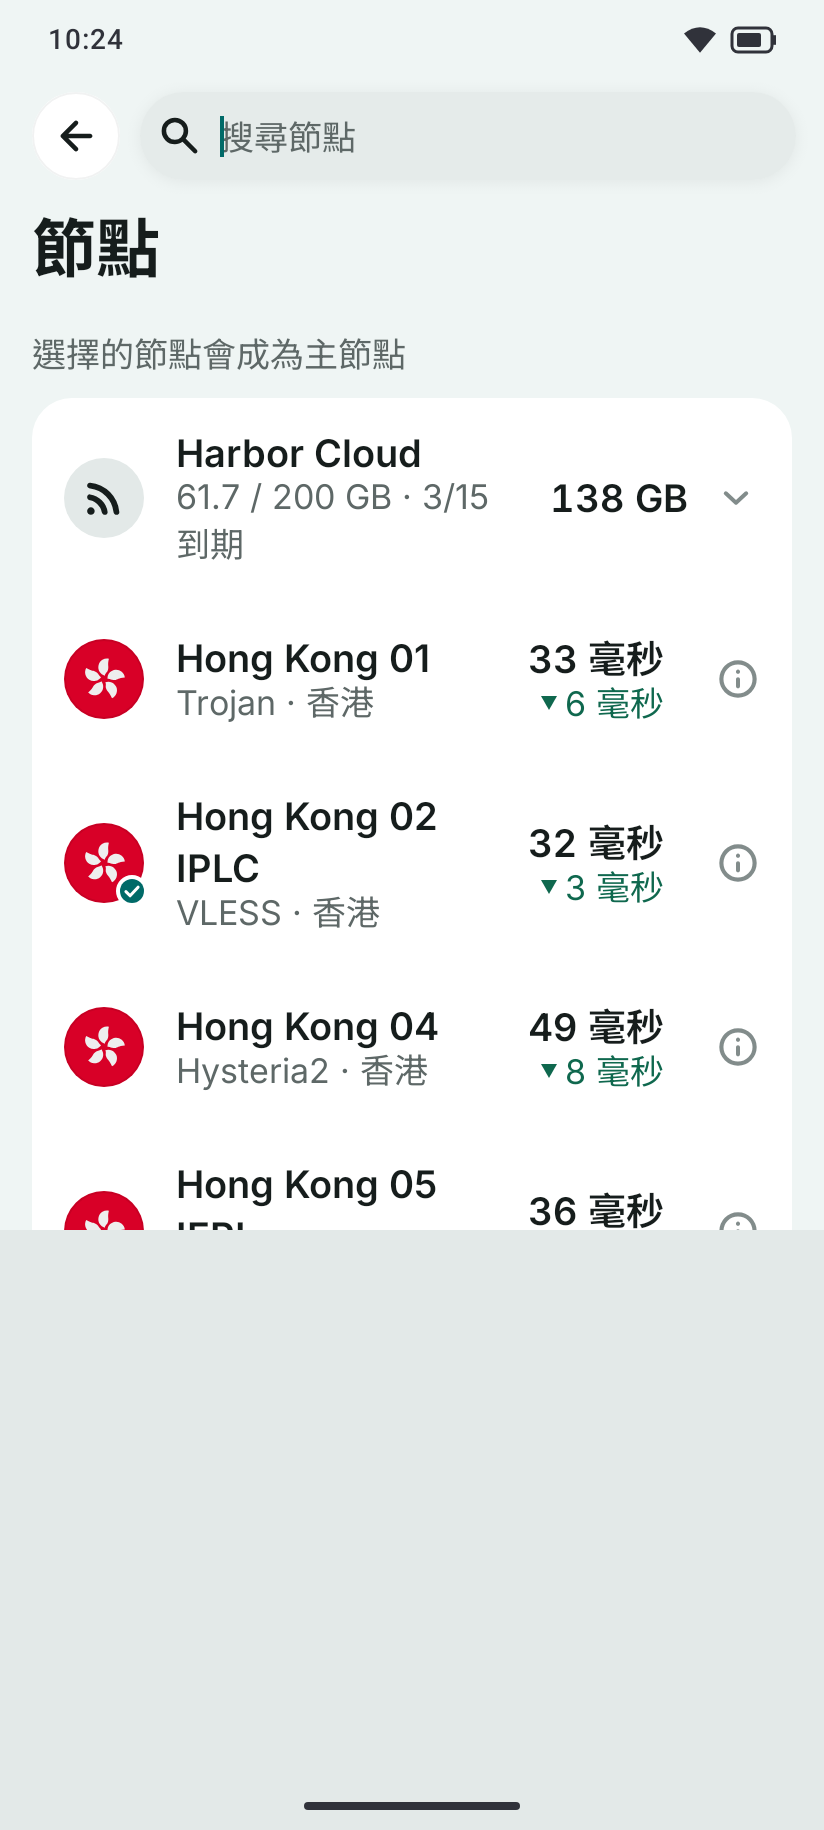 10:24
搜尋節點
節點
選擇的節點會成為主節點
Harbor Cloud
61.7 / 200 GB · 3/15
到期
138 GB
Hong Kong 01
Trojan · 香港
33 毫秒
▼6 毫秒
Hong Kong 02
IPLC
VLESS · 香港
32 毫秒
▼3 毫秒
Hong Kong 04
Hysteria2 · 香港
49 毫秒
▼8 毫秒
Hong Kong 05
36 毫秒